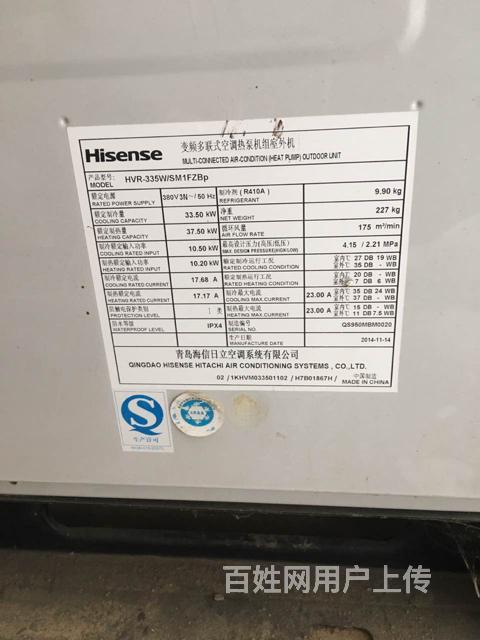 Hisense
变频多联式空调热泵机组室外机
MULTI-CONNECTED AIR-CONDITION (HEAT PUMP) OUTDOOR UNIT
产品型号: HVR-335W/SM1FZBp
MODEL
额定电源 380V 3N~/ 50 Hz 制冷剂 (R410A) 9.90 kg
RATED POWER SUPPLY REFRIGERANT
额定制冷量 33.50 kW 净重 227 kg
COOLING CAPACITY NET WEIGHT
额定制热量 37.50 kW 循环风量 175 m³/min
HEATING CAPACITY AIR FLOW RATE
制冷额定输入功率 10.50 kW 最高设计压力(高压/低压) 4.15 / 2.21 MPa
COOLING RATED INPUT MAX. DESIGN PRESSURE(HIGH/LOW)
制热额定输入功率 10.20 kW 额定制冷运行工况 室内℃ 27 DB 19 WB
HEATING RATED INPUT RATED COOLING CONDITION 室外℃ 35 DB - WB
制冷额定电流 17.68 A 额定制热运行工况 室内℃ 20 DB - WB
COOLING RATED CURRENT RATED HEATING CONDITION 室外℃ 7 DB 6 WB
制热额定电流 17.17 A 制冷最大电流 23.00 A 室内℃ 35 DB 24 WB
HEATING RATED CURRENT COOLING MAX.CURRENT 室外℃ 37 DB - WB
防触电保护类别 I 类 制热最大电流 23.00 A 室内℃ 15 DB - WB
PROTECTION LEVEL HEATING MAX.CURRENT 室外℃ 11 DB 7.5 WB
防水等级 IPX4 制造编号 QS950MBM0020
WATERPROOF LEVEL SERIAL NO.
生产日期 2014-11-14
MANUFACTURE DATE
青岛海信日立空调系统有限公司
QINGDAO HISENSE HITACHI AIR CONDITIONING SYSTEMS , CO.,LTD.
02 / 1KHVM033501102 / H7B01867H / 中国制造
MADE IN CHINA
QS
生产许可
百姓网用户上传